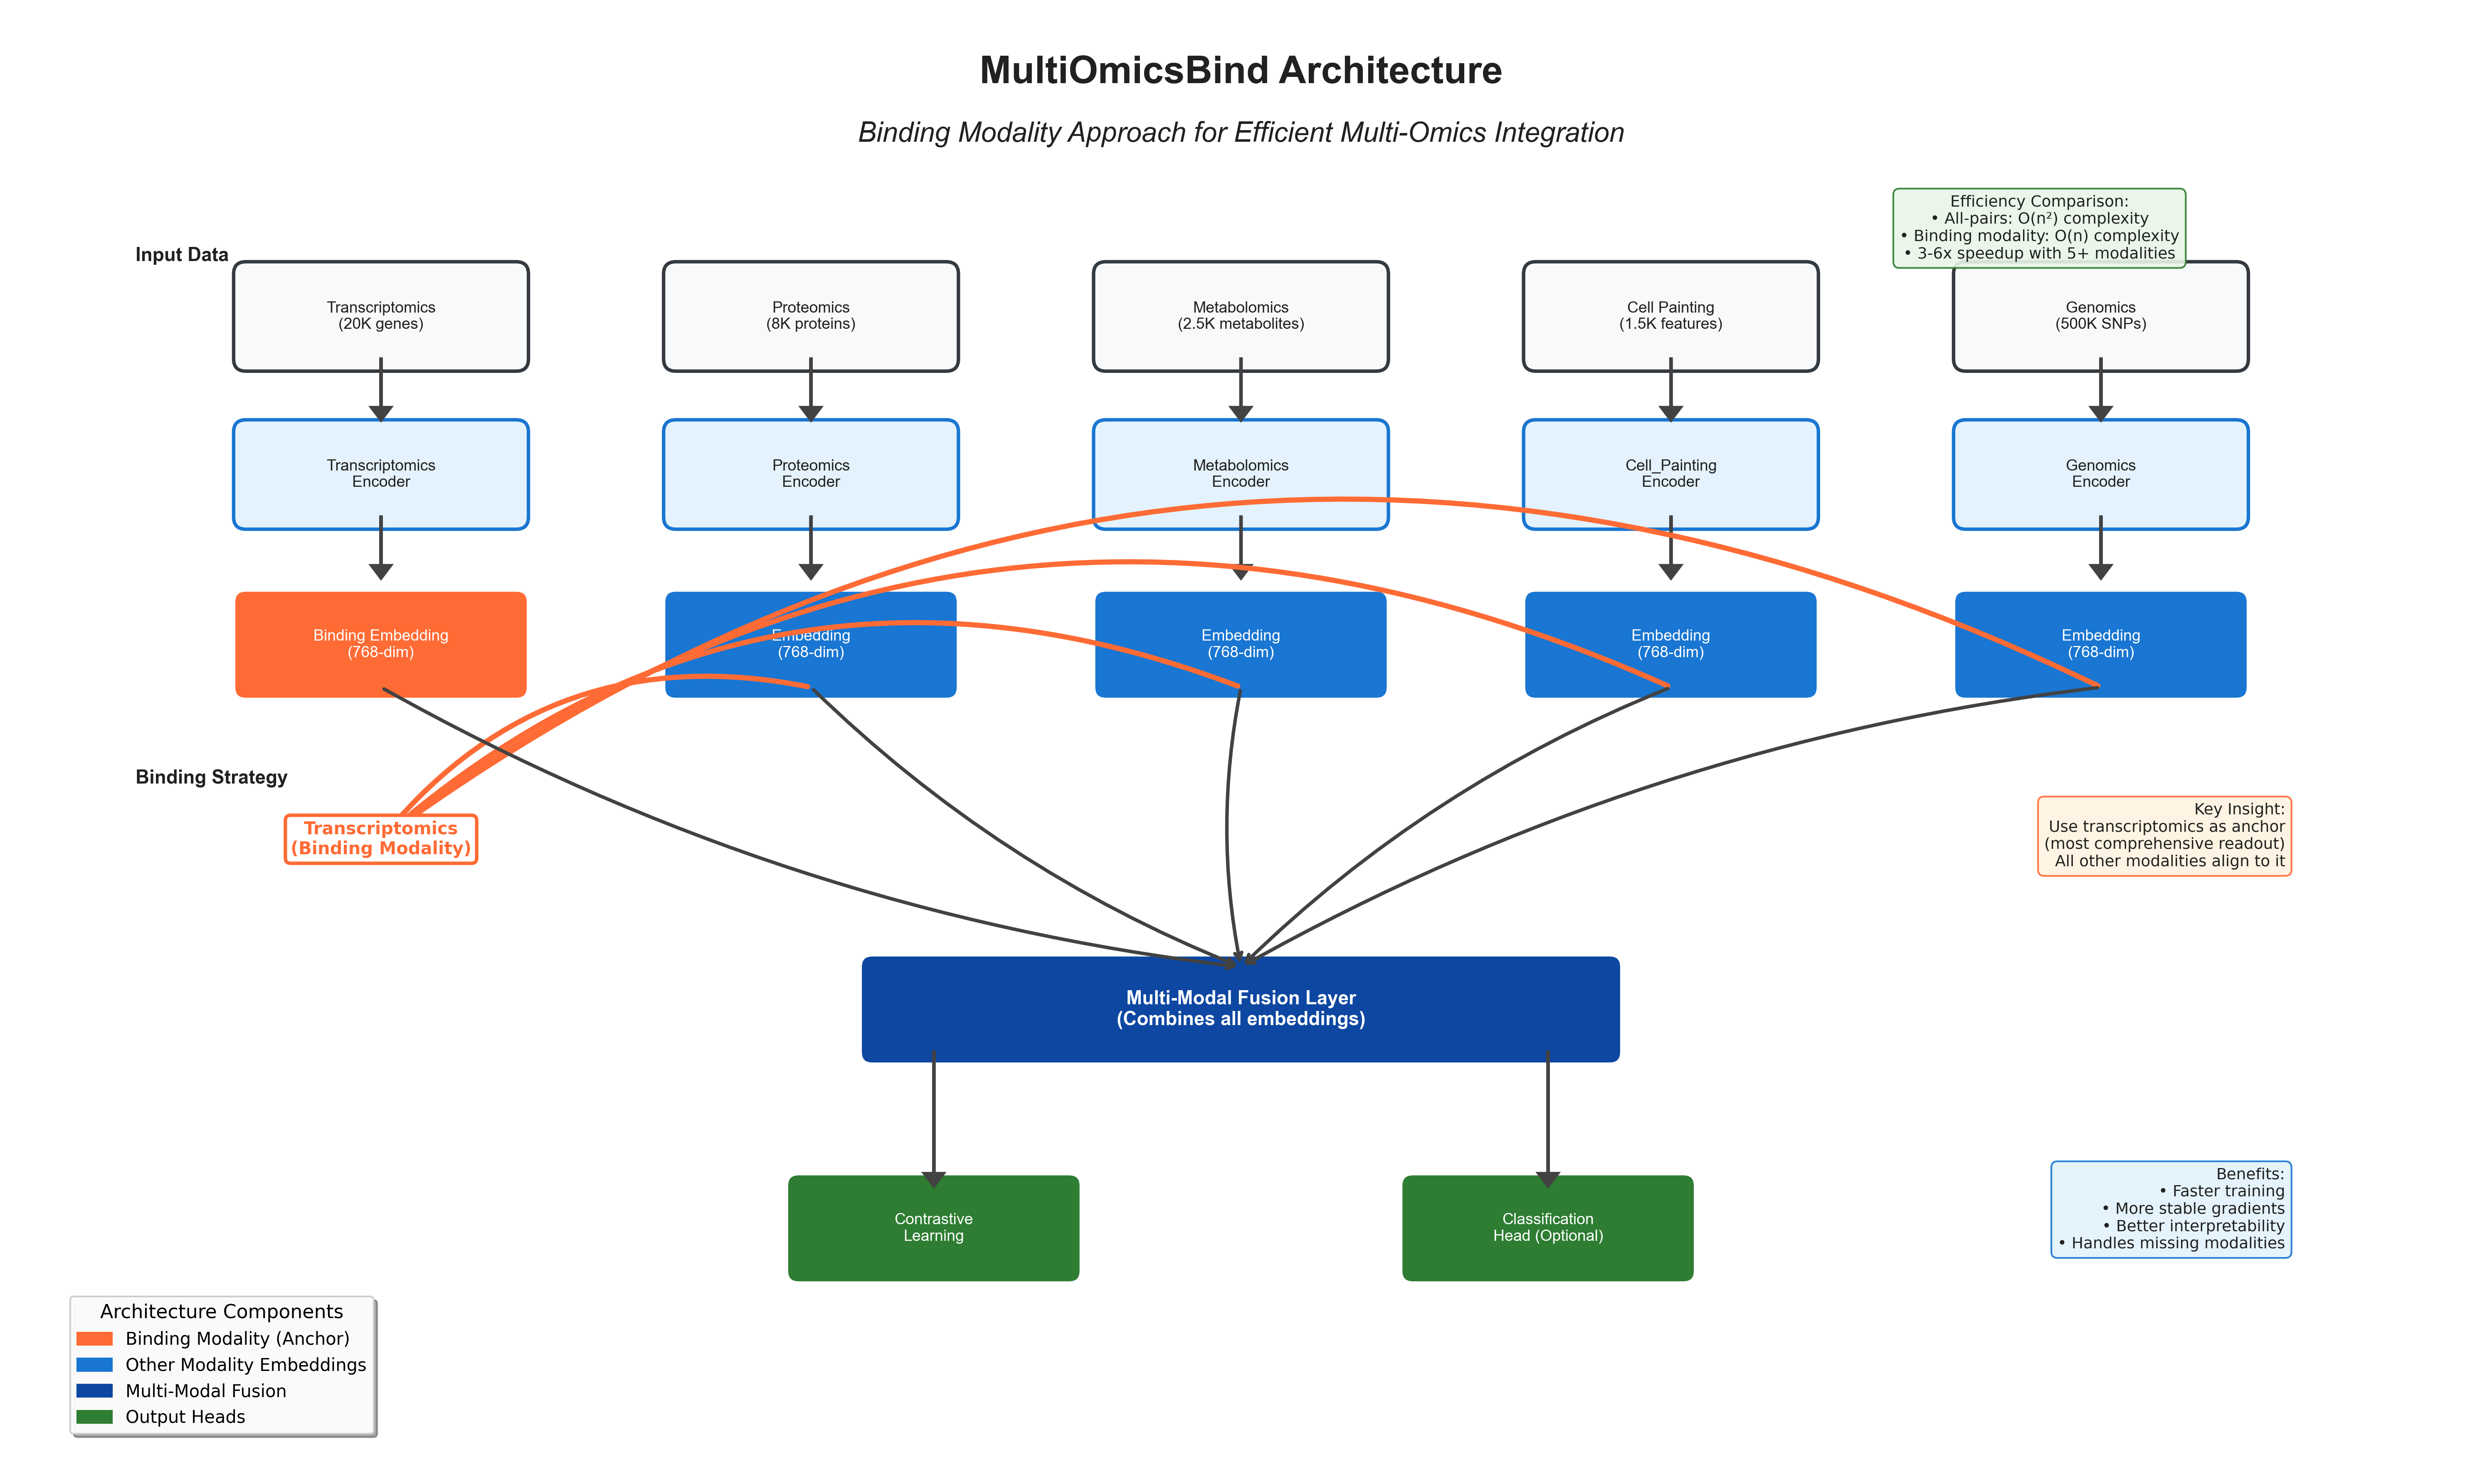 MultiOmicsBind Architecture
Binding Modality Approach for Efficient Multi-Omics Integration
Efficiency Comparison:
• All-pairs: O(n²) complexity
• Binding modality: O(n) complexity
• 3-6x speedup with 5+ modalities
Input Data
Transcriptomics
(20K genes)
Proteomics
(8K proteins)
Metabolomics
(2.5K metabolites)
Cell Painting
(1.5K features)
Genomics
(500K SNPs)
Transcriptomics
Encoder
Proteomics
Encoder
Metabolomics
Encoder
Cell_Painting
Encoder
Genomics
Encoder
Binding Embedding
(768-dim)
Embedding
(768-dim)
Embedding
(768-dim)
Embedding
(768-dim)
Embedding
(768-dim)
Binding Strategy
Transcriptomics
(Binding Modality)
Key Insight:
Use transcriptomics as anchor
(most comprehensive readout)
All other modalities align to it
Multi-Modal Fusion Layer
(Combines all embeddings)
Contrastive
Learning
Classification
Head (Optional)
Benefits:
• Faster training
• More stable gradients
• Better interpretability
• Handles missing modalities
Architecture Components
Binding Modality (Anchor)
Other Modality Embeddings
Multi-Modal Fusion
Output Heads